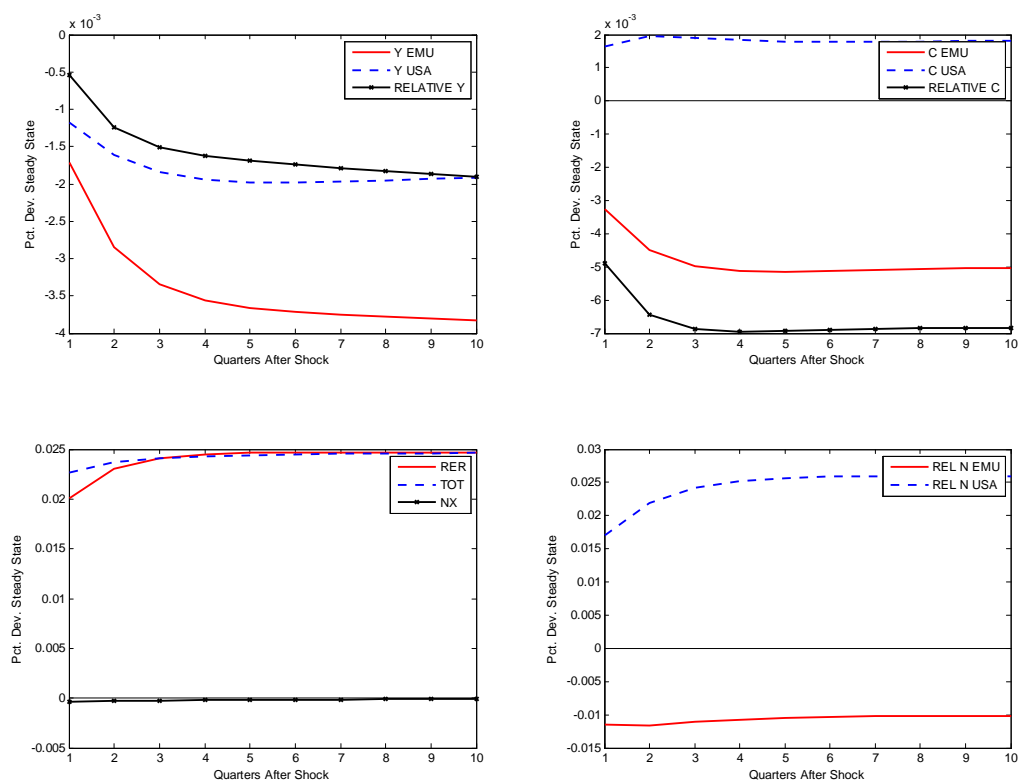 x 10^-3
0
-0.5
-1
-1.5
-2
-2.5
-3
-3.5
-4
Pct. Dev. Steady State
1 2 3 4 5 6 7 8 9 10
Quarters After Shock
Y EMU
Y USA
RELATIVE Y
x 10^-3
2
1
0
-1
-2
-3
-4
-5
-6
-7
Pct. Dev. Steady State
1 2 3 4 5 6 7 8 9 10
Quarters After Shock
C EMU
C USA
RELATIVE C
0.025
0.02
0.015
0.01
0.005
0
-0.005
Pct. Dev. Steady State
1 2 3 4 5 6 7 8 9 10
Quarters After Shock
RER
TOT
NX
0.03
0.025
0.02
0.015
0.01
0.005
0
-0.005
-0.01
-0.015
Pct. Dev. Steady State
1 2 3 4 5 6 7 8 9 10
Quarters After Shock
REL N EMU
REL N USA